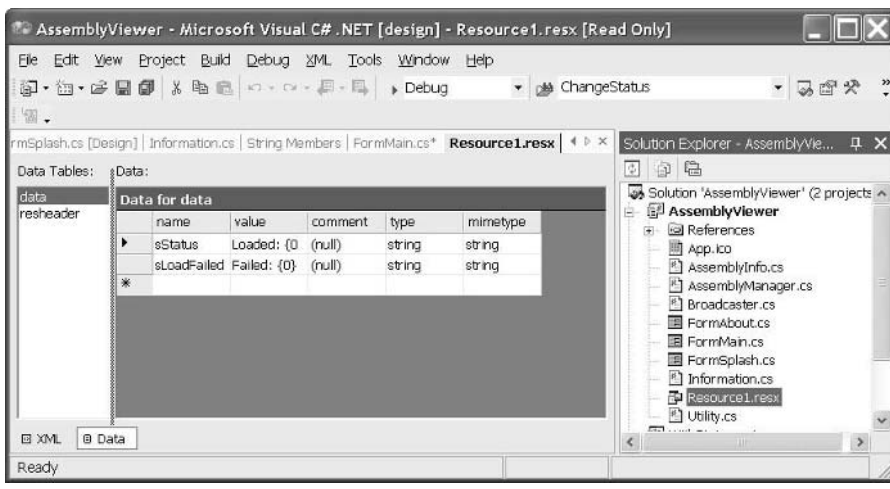 AssemblyViewer - Microsoft Visual C# .NET [design] - Resource1.resx [Read Only]
File Edit View Project Build Debug XML Tools Window Help
Debug ChangeStatus
rmSplash.cs [Design] Information.cs String Members FormMain.cs* Resource1.resx
Data Tables: Data:
data
resheader
Data for data
name value comment type mimetype
sStatus Loaded: {0 (null) string string
sLoadFailed Failed: {0} (null) string string
XML Data
Solution Explorer - AssemblyVie...
Solution 'AssemblyViewer' (2 projects
AssemblyViewer
References
App.ico
AssemblyInfo.cs
AssemblyManager.cs
Broadcaster.cs
FormAbout.cs
FormMain.cs
FormSplash.cs
Information.cs
Resource1.resx
Utility.cs
Ready